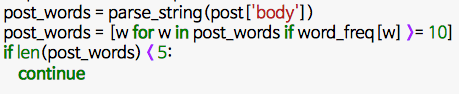 post_words = parse_string(post['body'])
post_words = [w for w in post_words if word_freq[w] >= 10]
if len(post_words) < 5:
    continue